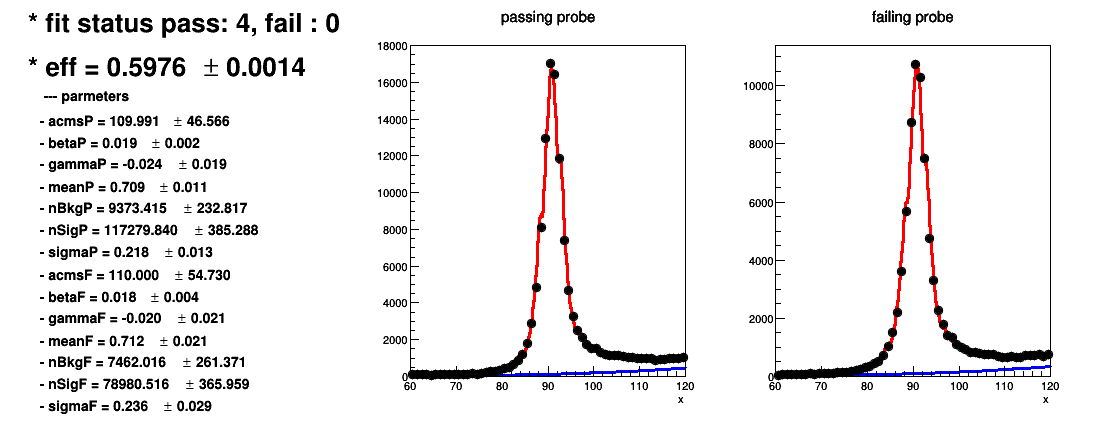 * fit status pass: 4, fail : 0
* eff = 0.5976 ± 0.0014
--- parmeters
- acmsP = 109.991 ± 46.566
- betaP = 0.019 ± 0.002
- gammaP = -0.024 ± 0.019
- meanP = 0.709 ± 0.011
- nBkgP = 9373.415 ± 232.817
- nSigP = 117279.840 ± 385.288
- sigmaP = 0.218 ± 0.013
- acmsF = 110.000 ± 54.730
- betaF = 0.018 ± 0.004
- gammaF = -0.020 ± 0.021
- meanF = 0.712 ± 0.021
- nBkgF = 7462.016 ± 261.371
- nSigF = 78980.516 ± 365.959
- sigmaF = 0.236 ± 0.029
passing probe
18000
16000
14000
12000
10000
8000
6000
4000
2000
0
60 70 80 90 100 110 120
x
failing probe
10000
8000
6000
4000
2000
0
60 70 80 90 100 110 120
x